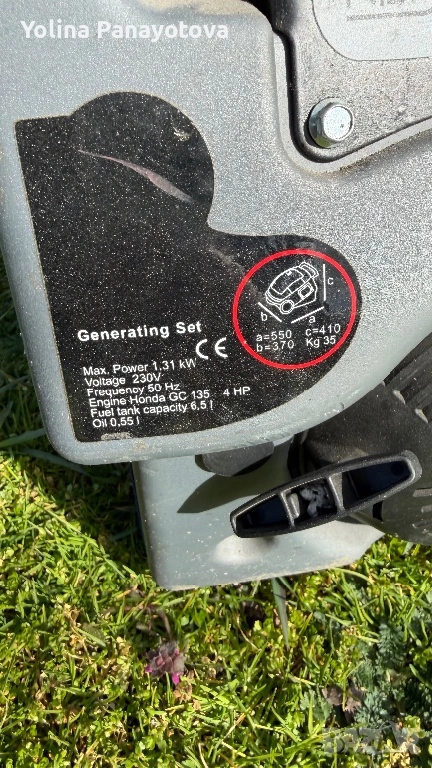 Yolina Panayotova
c
b
a
a=550 c=410
b=370 Kg 35
Generating Set
CE
Max. Power 1,31 kW
Voltage 230V
Frequency 50 Hz
Engine Honda GC 135 4 HP
Fuel tank capacity 6,5 l
Oil 0,55 l